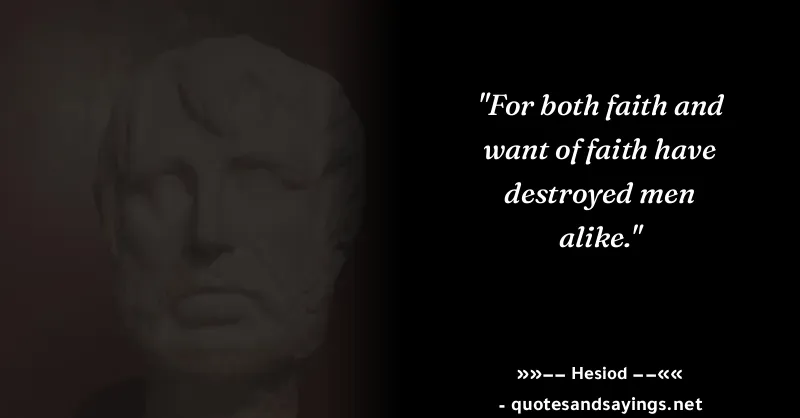 "For both faith and
want of faith have
destroyed men
alike."
»»−− Hesiod −−««
- quotesandsayings.net